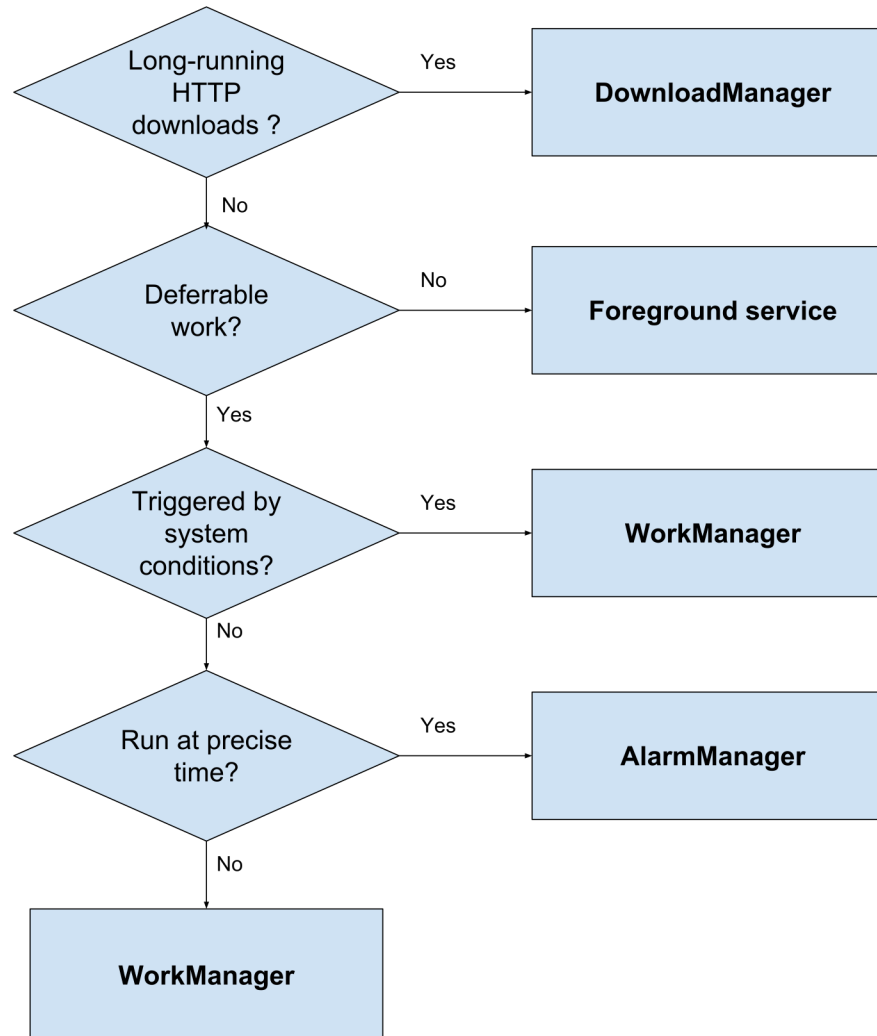 Long-running
HTTP
downloads ?
Yes
DownloadManager
No
Deferrable
work?
No
Foreground service
Yes
Triggered by
system
conditions?
Yes
WorkManager
No
Run at precise
time?
Yes
AlarmManager
No
WorkManager